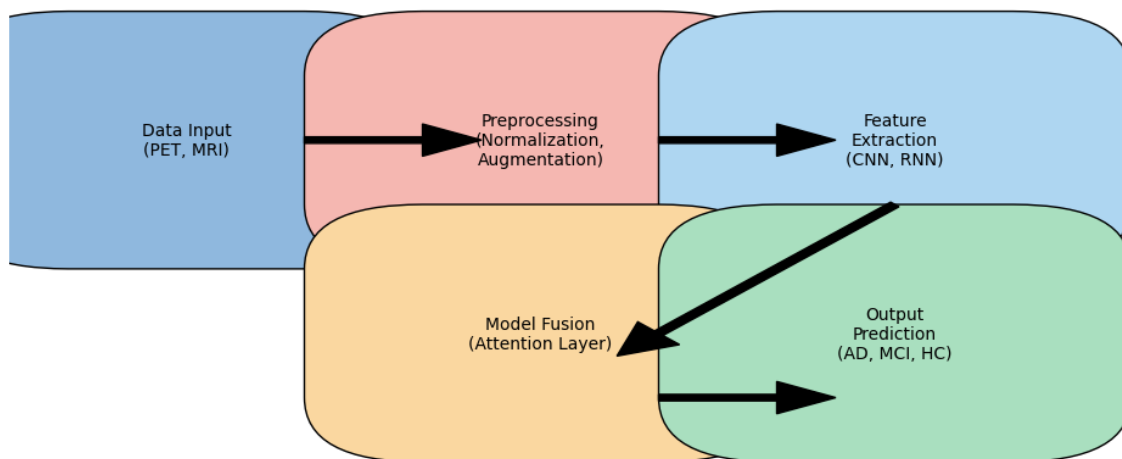 Data Input
(PET, MRI)
Preprocessing
(Normalization,
Augmentation)
Feature
Extraction
(CNN, RNN)
Model Fusion
(Attention Layer)
Output
Prediction
(AD, MCI, HC)